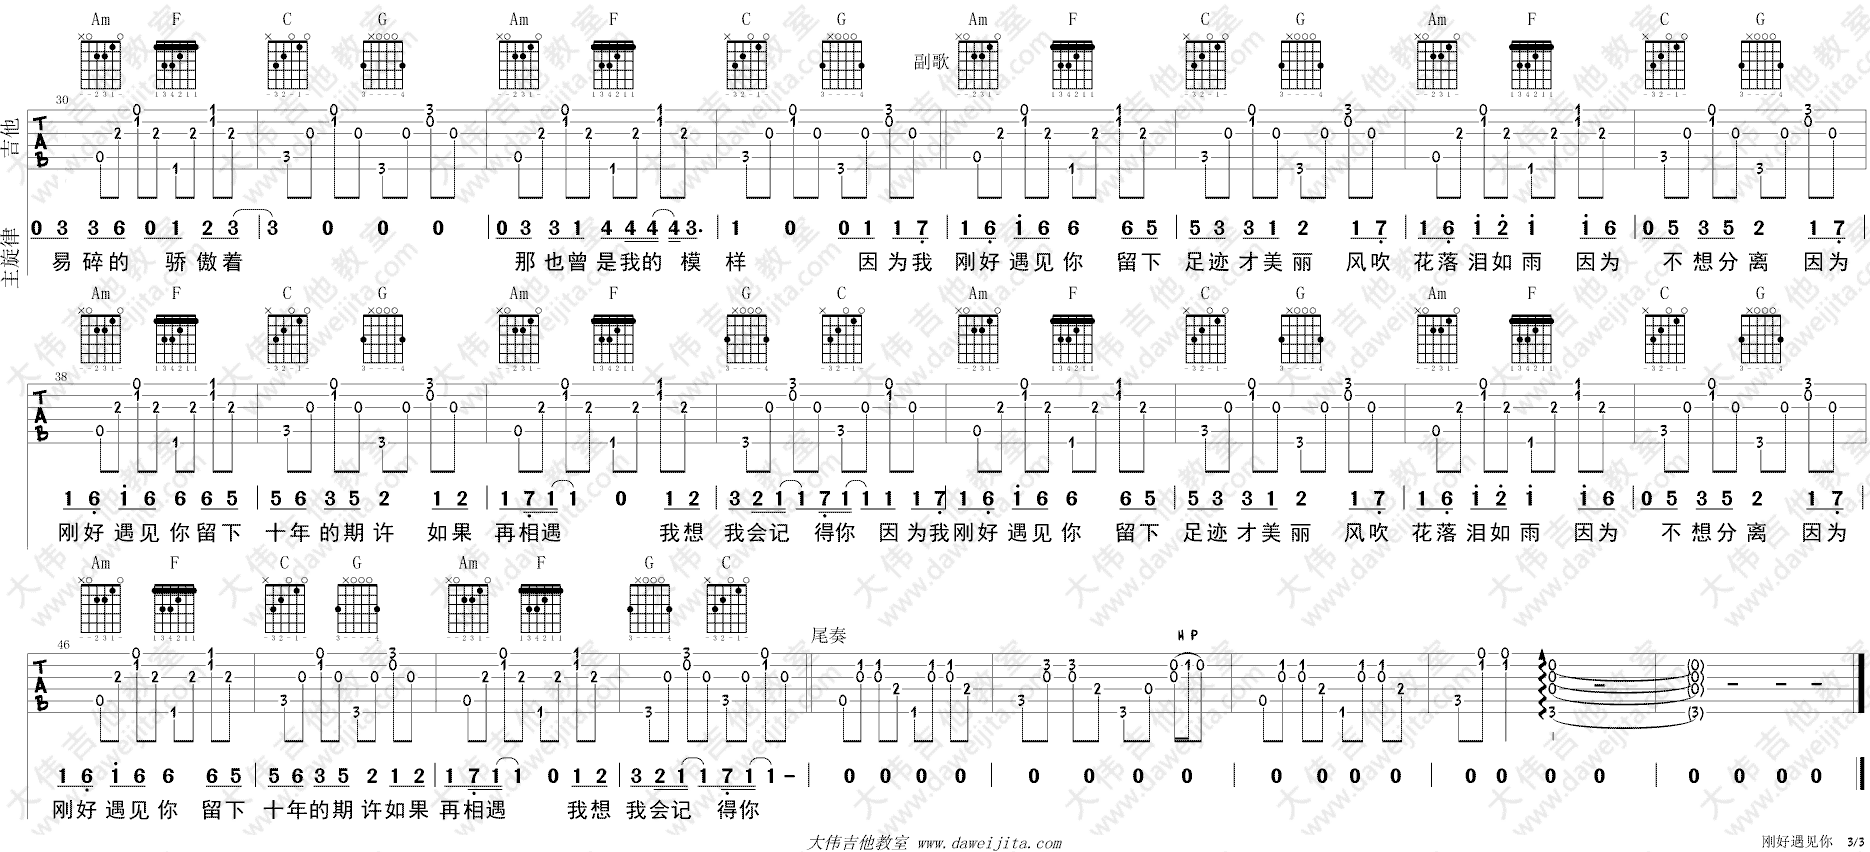 Am F C G Am F C G 副歌 Am F C G Am F C G
30
吉他
TAB
主旋律 0 3 3 6 0 1 2 3 3 0 0 0 0 3 3 1 4 4 4 4 3. 1 0 0 1 1 7 1 6 i 6 6 6 5 5 3 3 1 2 1 7 1 6 i 2 i i 6 0 5 3 5 2 1 7
易碎的 骄傲着 那也曾是我的 模 样 因为我 刚好遇见你 留下 足迹才美丽 风吹 花落泪如雨 因为 不想分离 因为
Am F C G Am F G C Am F C G Am F C G
38
TAB
1 6 i 6 6 6 5 5 6 3 5 2 1 2 1 7 1 1 0 1 2 3 2 1 1 7 1 1 1 1 7 1 6 i 6 6 6 5 5 3 3 1 2 1 7 1 6 i 2 i i 6 0 5 3 5 2 1 7
刚好遇见你留下 十年的期许 如果 再相遇 我想 我会记 得你 因为我刚好遇见你 留下 足迹才美丽 风吹 花落泪如雨 因为 不想分离 因为
Am F C G Am F G C
46 尾奏 H P
TAB
1 6 i 6 6 6 5 5 6 3 5 2 1 2 1 7 1 1 0 1 2 3 2 1 1 7 1 1 - 0 0 0 0 0 0 0 0 0 0 0 0 0 0 0 0 0 0 0 0
刚好遇见你 留下 十年的期许如果 再相遇 我想 我会记 得你
大伟吉他教室 www.daweijita.com 刚好遇见你 3/3